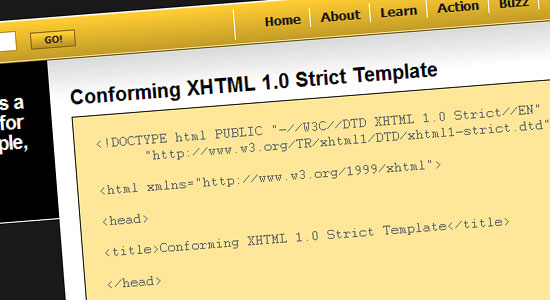 GO!
Home About Learn Action Buzz
s a
for
ple,
Conforming XHTML 1.0 Strict Template
<!DOCTYPE html PUBLIC "-//W3C//DTD XHTML 1.0 Strict//EN"
"http://www.w3.org/TR/xhtml1/DTD/xhtml1-strict.dtd"
<html xmlns="http://www.w3.org/1999/xhtml">
<head>
<title>Conforming XHTML 1.0 Strict Template</title>
</head>